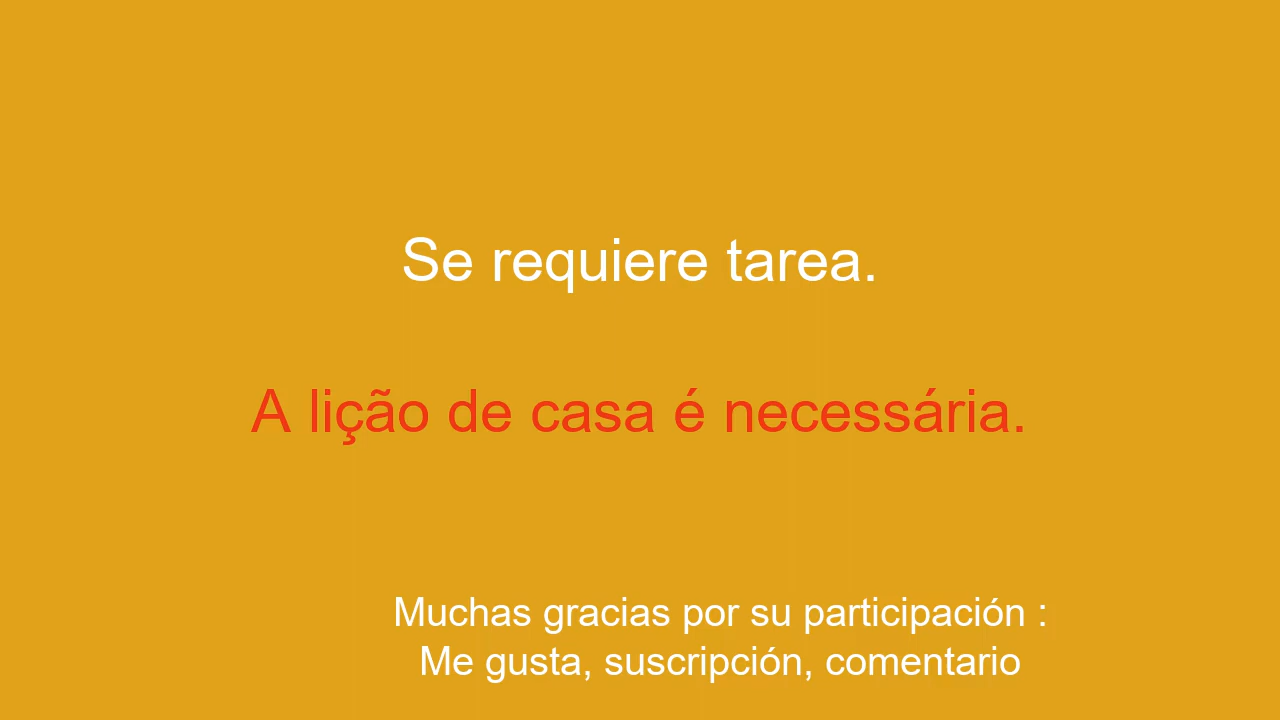 Se requiere tarea.
A lição de casa é necessária.
Muchas gracias por su participación :
Me gusta, suscripción, comentario